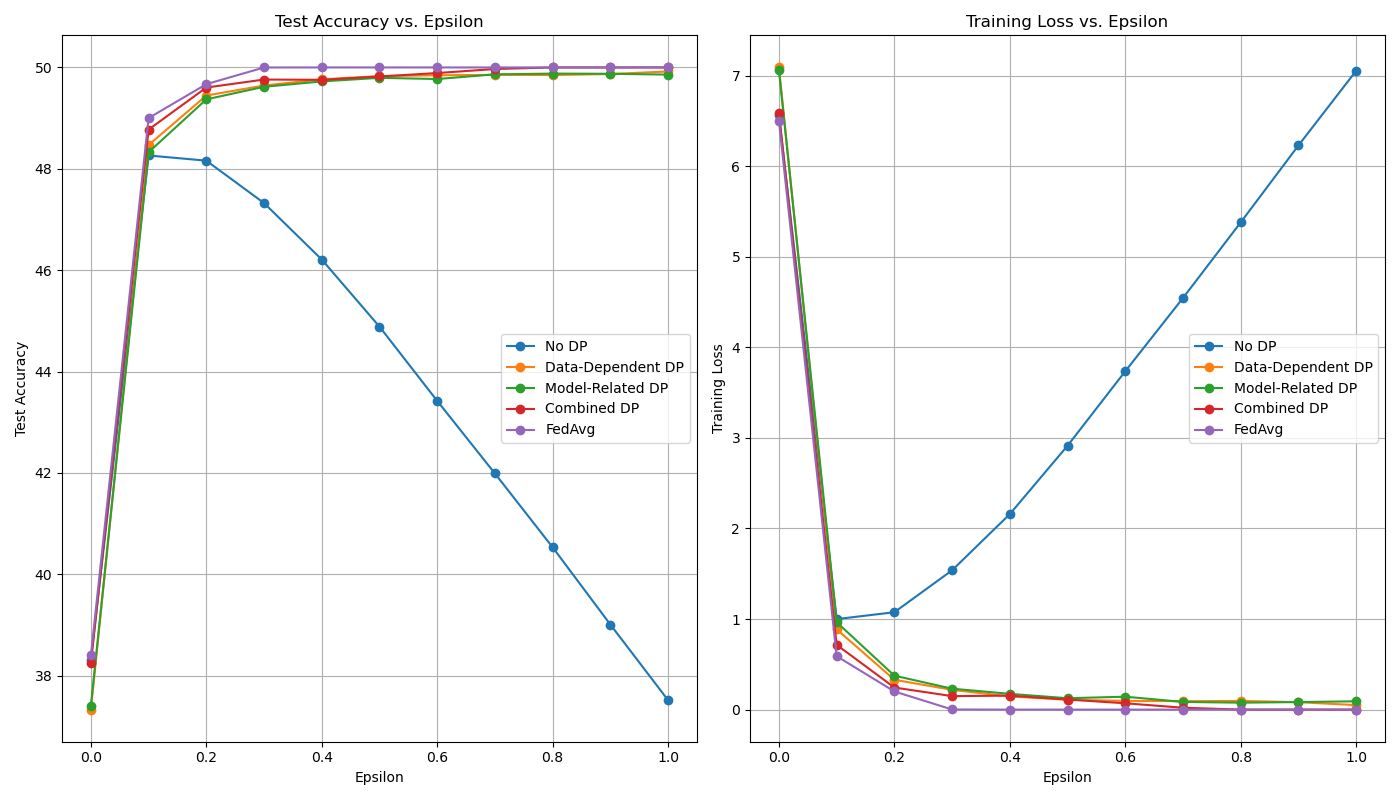 Test Accuracy vs. Epsilon
Test Accuracy
50
48
46
44
42
40
38
No DP
Data-Dependent DP
Model-Related DP
Combined DP
FedAvg
0.0 0.2 0.4 0.6 0.8 1.0
Epsilon
Training Loss vs. Epsilon
Training Loss
7
6
5
4
3
2
1
0
No DP
Data-Dependent DP
Model-Related DP
Combined DP
FedAvg
0.0 0.2 0.4 0.6 0.8 1.0
Epsilon